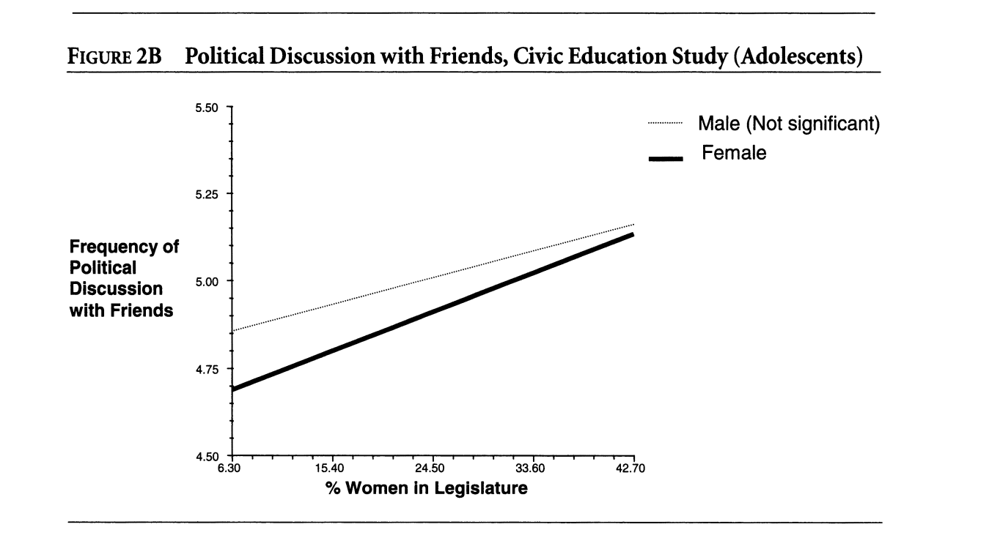 FIGURE 2B Political Discussion with Friends, Civic Education Study (Adolescents)
5.50
5.25
5.00
4.75
4.50
Frequency of
Political
Discussion
with Friends
6.30 15.40 24.50 33.60 42.70
% Women in Legislature
Male (Not significant)
Female